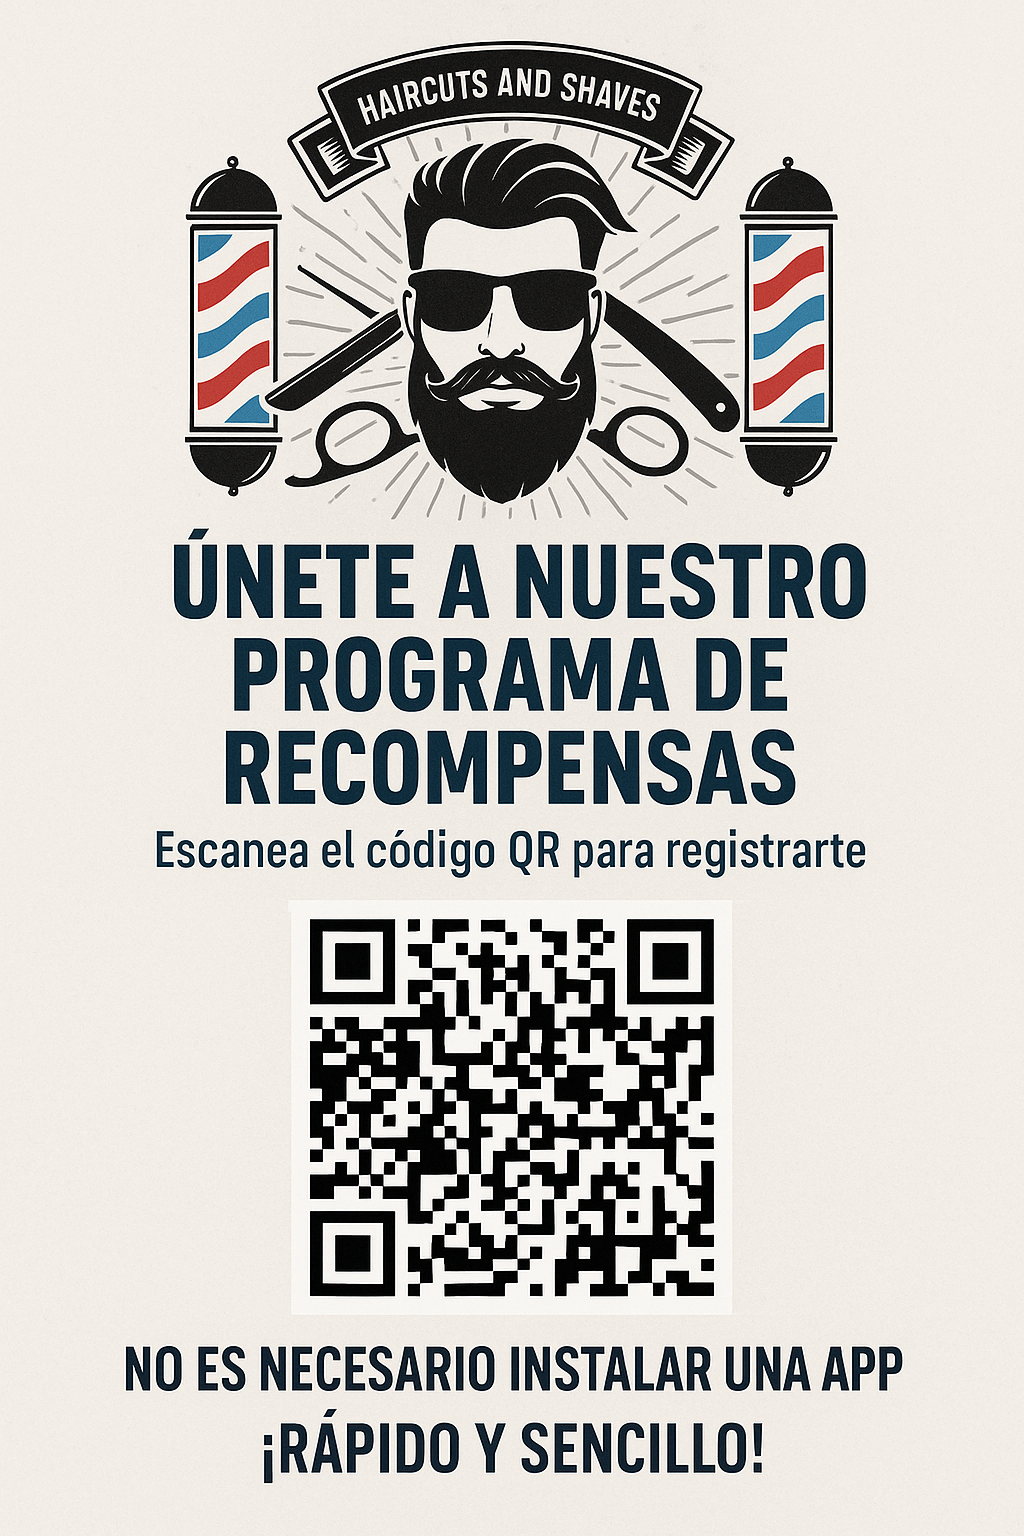 HAIRCUTS AND SHAVES
ÚNETE A NUESTRO
PROGRAMA DE
RECOMPENSAS
Escanea el código QR para registrarte
NO ES NECESARIO INSTALAR UNA APP
¡RÁPIDO Y SENCILLO!